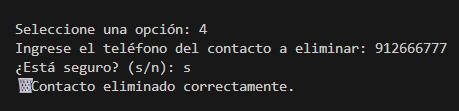 Seleccione una opción: 4
Ingrese el teléfono del contacto a eliminar: 912666777
¿Está seguro? (s/n): s
🗑Contacto eliminado correctamente.